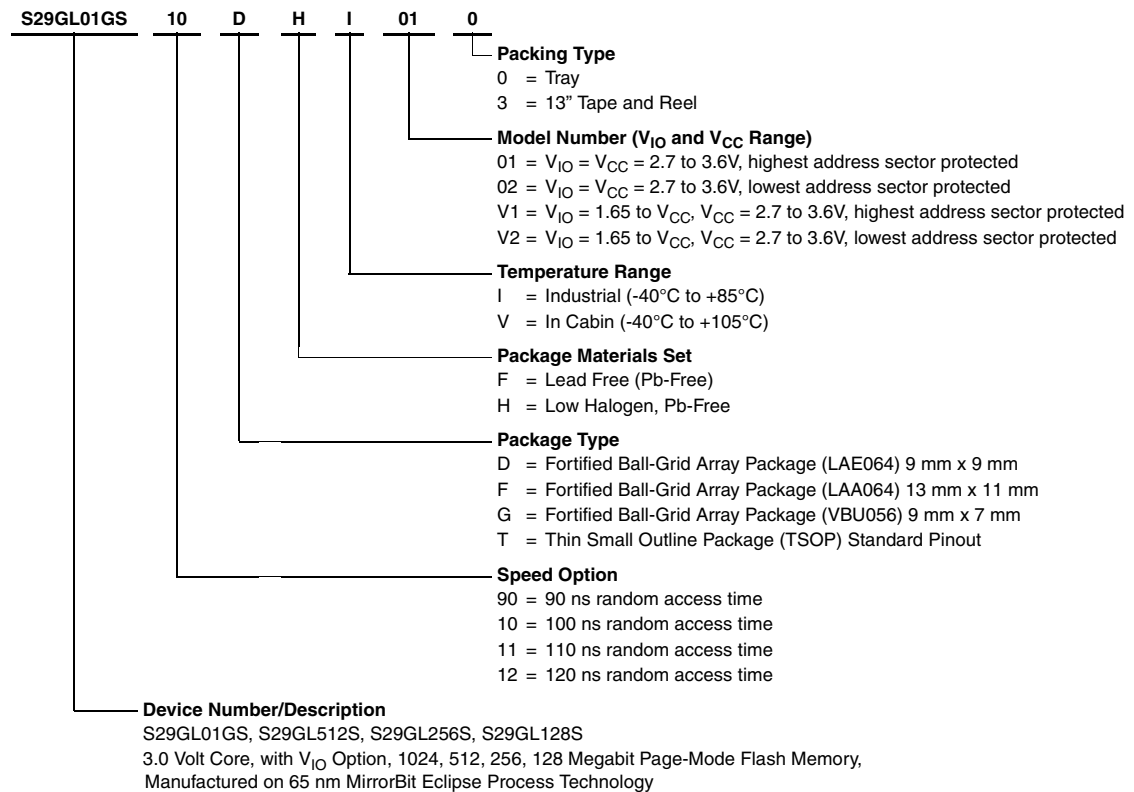 S29GL01GS 10 D H I 01 0
Packing Type
0 = Tray
3 = 13” Tape and Reel
Model Number (VIO and VCC Range)
01 = VIO = VCC = 2.7 to 3.6V, highest address sector protected
02 = VIO = VCC = 2.7 to 3.6V, lowest address sector protected
V1 = VIO = 1.65 to VCC, VCC = 2.7 to 3.6V, highest address sector protected
V2 = VIO = 1.65 to VCC, VCC = 2.7 to 3.6V, lowest address sector protected
Temperature Range
I = Industrial (-40°C to +85°C)
V = In Cabin (-40°C to +105°C)
Package Materials Set
F = Lead Free (Pb-Free)
H = Low Halogen, Pb-Free
Package Type
D = Fortified Ball-Grid Array Package (LAE064) 9 mm x 9 mm
F = Fortified Ball-Grid Array Package (LAA064) 13 mm x 11 mm
G = Fortified Ball-Grid Array Package (VBU056) 9 mm x 7 mm
T = Thin Small Outline Package (TSOP) Standard Pinout
Speed Option
90 = 90 ns random access time
10 = 100 ns random access time
11 = 110 ns random access time
12 = 120 ns random access time
Device Number/Description
S29GL01GS, S29GL512S, S29GL256S, S29GL128S
3.0 Volt Core, with VIO Option, 1024, 512, 256, 128 Megabit Page-Mode Flash Memory,
Manufactured on 65 nm MirrorBit Eclipse Process Technology